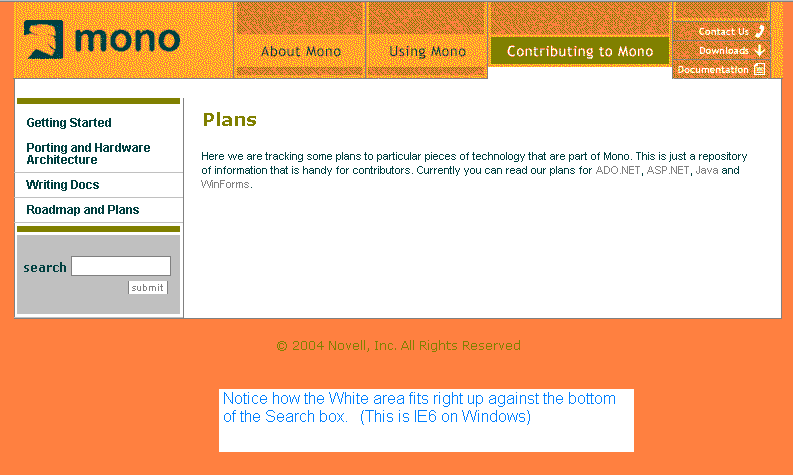 mono
About Mono
Using Mono
Contributing to Mono
Contact Us
Downloads
Documentation
Getting Started
Porting and Hardware
Architecture
Writing Docs
Roadmap and Plans
search
submit
Plans
Here we are tracking some plans to particular pieces of technology that are part of Mono. This is just a repository
of information that is handy for contributors. Currently you can read our plans for ADO.NET, ASP.NET, Java and
WinForms.
© 2004 Novell, Inc. All Rights Reserved
Notice how the White area fits right up against the bottom
of the Search box. (This is IE6 on Windows)